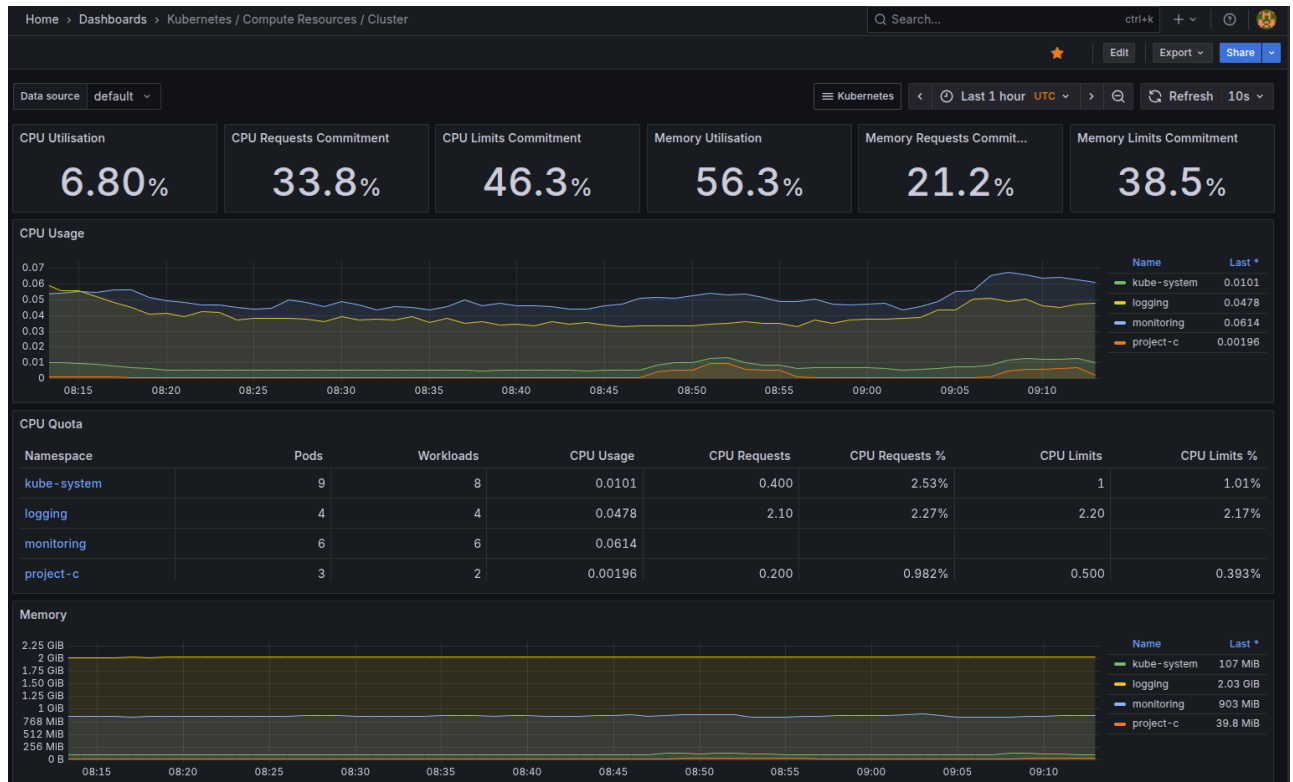 Home › Dashboards › Kubernetes / Compute Resources / Cluster
Search... ctrl+k
Edit Export Share
Data source default
Kubernetes Last 1 hour UTC Refresh 10s
CPU Utilisation CPU Requests Commitment CPU Limits Commitment Memory Utilisation Memory Requests Commit... Memory Limits Commitment
6.80% 33.8% 46.3% 56.3% 21.2% 38.5%
CPU Usage
0.07
0.06
0.05
0.04
0.03
0.02
0.01
0
08:15 08:20 08:25 08:30 08:35 08:40 08:45 08:50 08:55 09:00 09:05 09:10
Name Last *
kube-system 0.0101
logging 0.0478
monitoring 0.0614
project-c 0.00196
CPU Quota
Namespace Pods Workloads CPU Usage CPU Requests CPU Requests % CPU Limits CPU Limits %
kube-system 9 8 0.0101 0.400 2.53% 1 1.01%
logging 4 4 0.0478 2.10 2.27% 2.20 2.17%
monitoring 6 6 0.0614
project-c 3 2 0.00196 0.200 0.982% 0.500 0.393%
Memory
2.25 GiB
2 GiB
1.75 GiB
1.50 GiB
1.25 GiB
1 GiB
768 MiB
512 MiB
256 MiB
0 B
08:15 08:20 08:25 08:30 08:35 08:40 08:45 08:50 08:55 09:00 09:05 09:10
Name Last *
kube-system 107 MiB
logging 2.03 GiB
monitoring 903 MiB
project-c 39.8 MiB